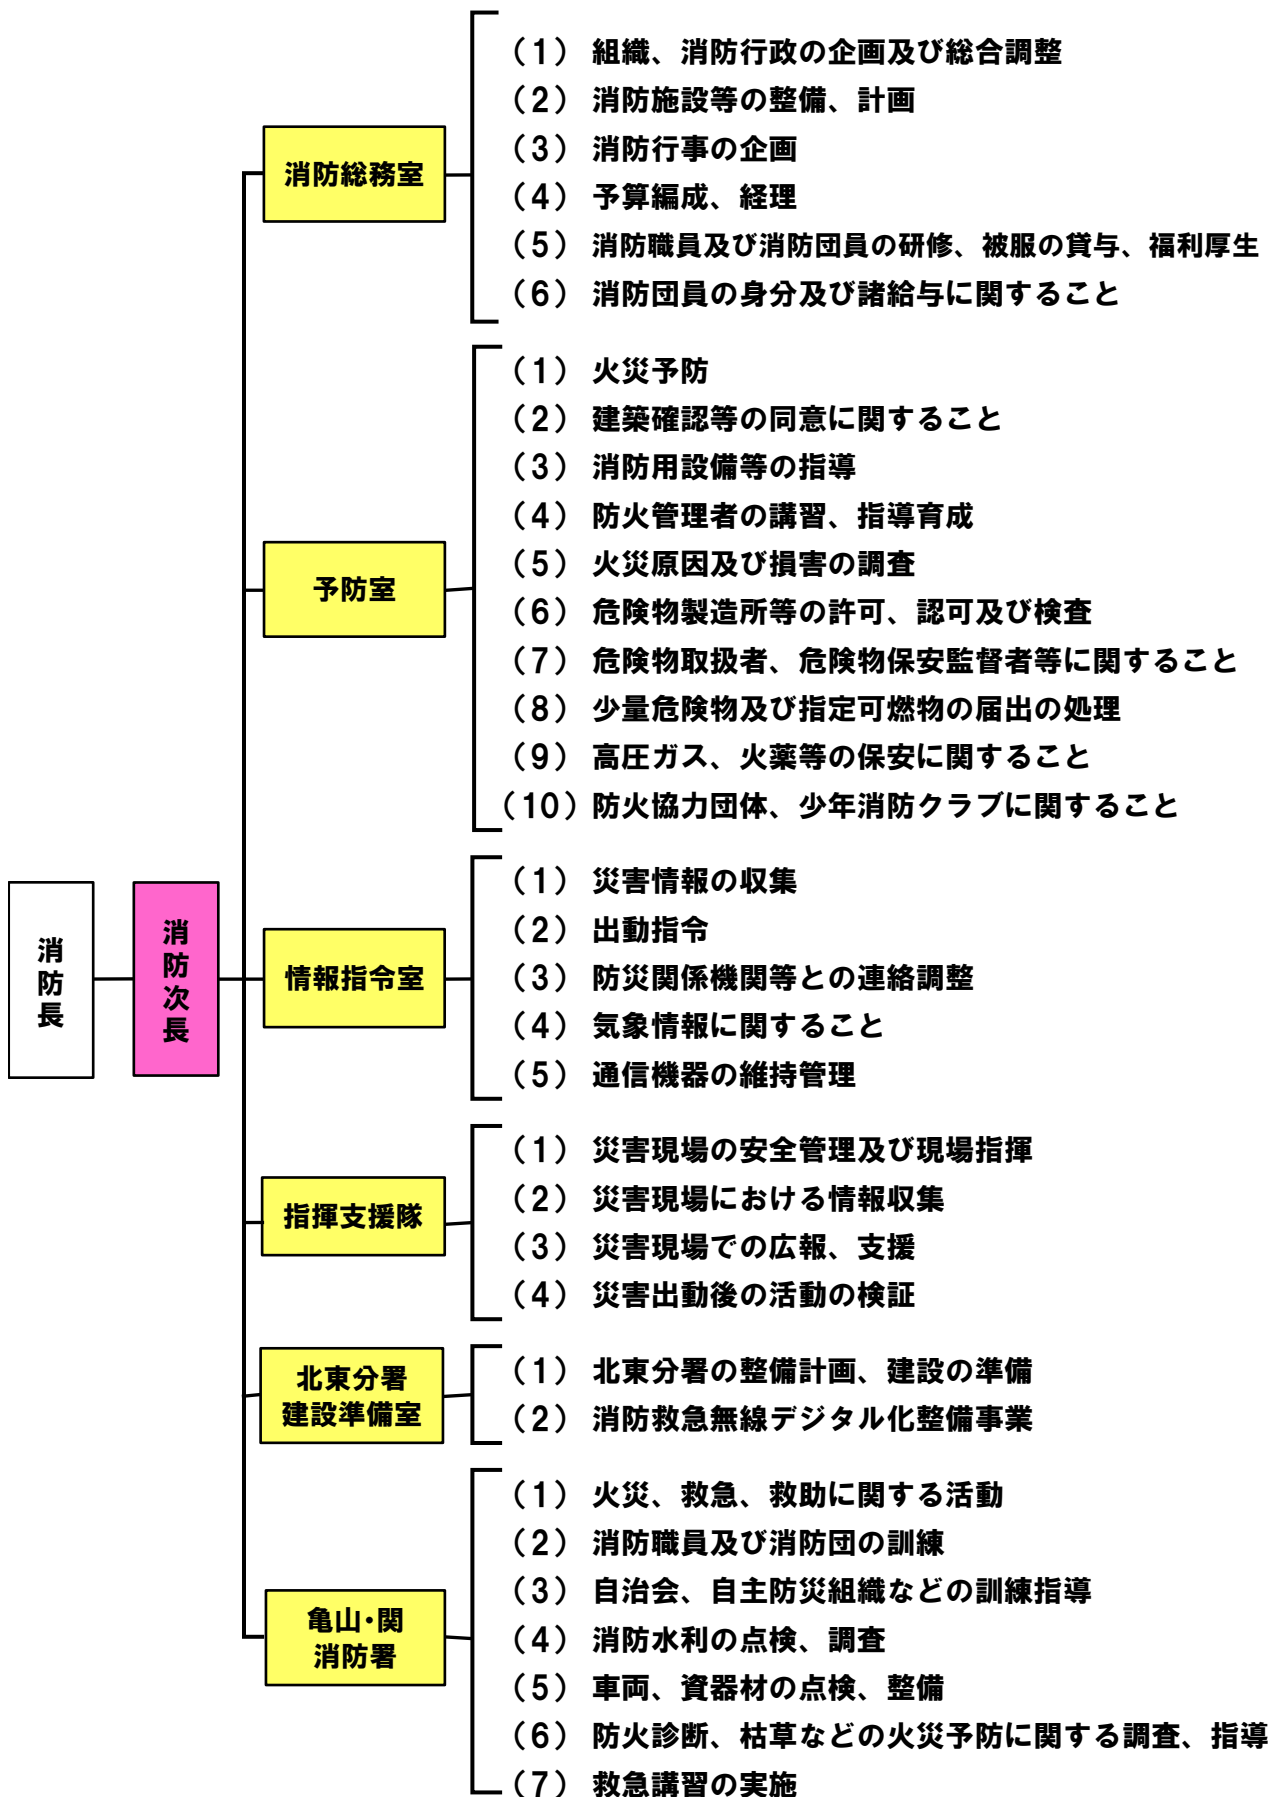 消防長
消防次長
消防総務室
（1） 組織、消防行政の企画及び総合調整
（2） 消防施設等の整備、計画
（3） 消防行事の企画
（4） 予算編成、経理
（5） 消防職員及び消防団員の研修、被服の貸与、福利厚生
（6） 消防団員の身分及び諸給与に関すること
予防室
（1） 火災予防
（2） 建築確認等の同意に関すること
（3） 消防用設備等の指導
（4） 防火管理者の講習、指導育成
（5） 火災原因及び損害の調査
（6） 危険物製造所等の許可、認可及び検査
（7） 危険物取扱者、危険物保安監督者等に関すること
（8） 少量危険物及び指定可燃物の届出の処理
（9） 高圧ガス、火薬等の保安に関すること
（10） 防火協力団体、少年消防クラブに関すること
情報指令室
（1） 災害情報の収集
（2） 出動指令
（3） 防災関係機関等との連絡調整
（4） 気象情報に関すること
（5） 通信機器の維持管理
指揮支援隊
（1） 災害現場の安全管理及び現場指揮
（2） 災害現場における情報収集
（3） 災害現場での広報、支援
（4） 災害出動後の活動の検証
北東分署
建設準備室
（1） 北東分署の整備計画、建設の準備
（2） 消防救急無線デジタル化整備事業
亀山・関
消防署
（1） 火災、救急、救助に関する活動
（2） 消防職員及び消防団の訓練
（3） 自治会、自主防災組織などの訓練指導
（4） 消防水利の点検、調査
（5） 車両、資器材の点検、整備
（6） 防火診断、枯草などの火災予防に関する調査、指導
（7） 救急講習の実施